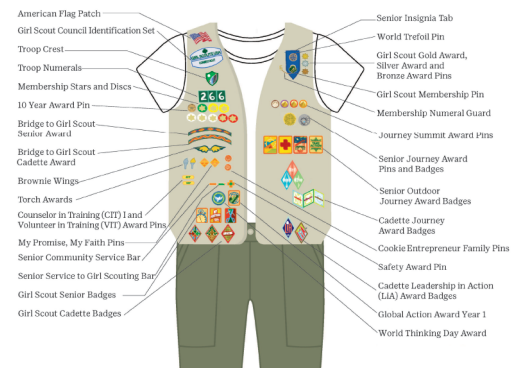 American Flag Patch
Girl Scout Council Identification Set
Troop Crest
Troop Numerals
Membership Stars and Discs
10 Year Award Pin
Bridge to Girl Scout
Senior Award
Bridge to Girl Scout
Cadette Award
Brownie Wings
Torch Awards
Counselor in Training (CIT) I and
Volunteer in Training (VIT) Award Pins
My Promise, My Faith Pins
Senior Community Service Bar
Senior Service to Girl Scouting Bar
Girl Scout Senior Badges
Girl Scout Cadette Badges
266
Senior Insignia Tab
World Trefoil Pin
Girl Scout Gold Award,
Silver Award and
Bronze Award Pins
Girl Scout Membership Pin
Membership Numeral Guard
Journey Summit Award Pins
Senior Journey Award
Pins and Badges
Senior Outdoor
Journey Award Badges
Cadette Journey
Award Badges
Cookie Entrepreneur Family Pins
Safety Award Pin
Cadette Leadership in Action
(LiA) Award Badges
Global Action Award Year 1
World Thinking Day Award